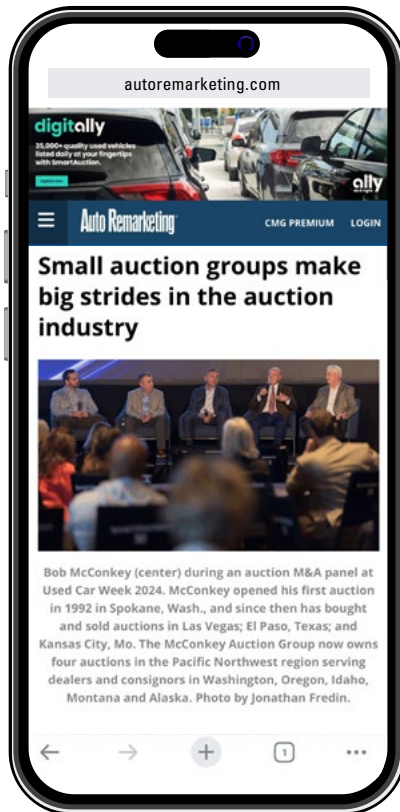 autoremarketing.com
digitally
35,000+ quality used vehicles
listed daily at your fingertips
with SmartAuction.
ally
Auto Remarketing
CMG PREMIUM LOGIN
Small auction groups make
big strides in the auction
industry
Bob McConkey (center) during an auction M&A panel at
Used Car Week 2024. McConkey opened his first auction
in 1992 in Spokane, Wash., and since then has bought
and sold auctions in Las Vegas; El Paso, Texas; and
Kansas City, Mo. The McConkey Auction Group now owns
four auctions in the Pacific Northwest region serving
dealers and consignors in Washington, Oregon, Idaho,
Montana and Alaska. Photo by Jonathan Fredin.
1